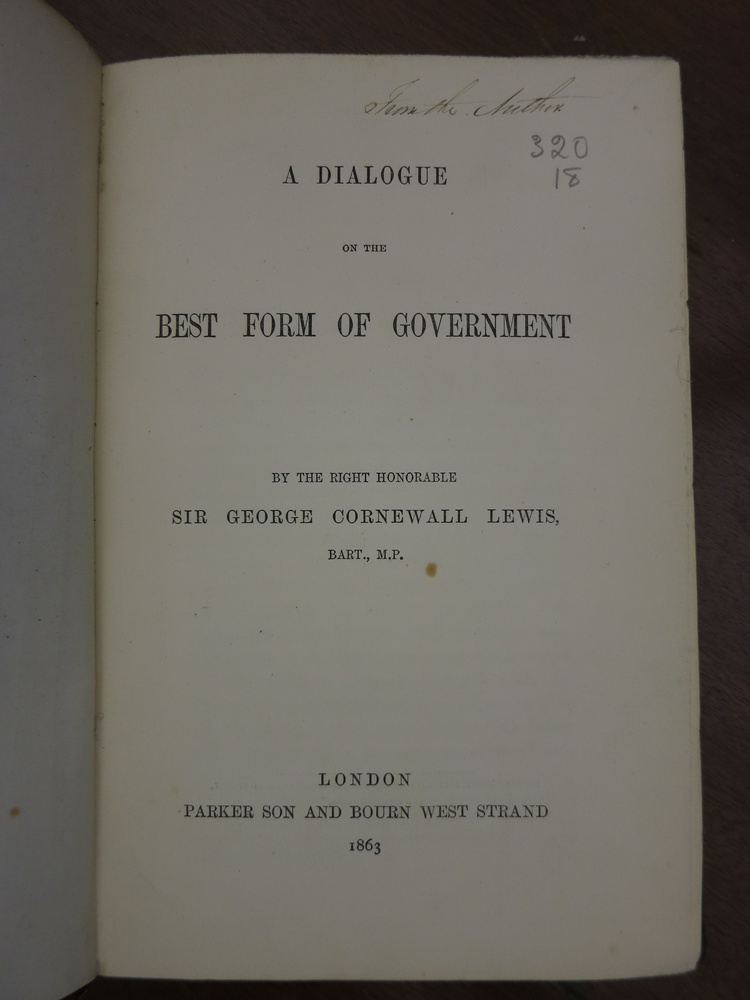 From the Author
320
18
A DIALOGUE
ON THE
BEST FORM OF GOVERNMENT
BY THE RIGHT HONORABLE
SIR GEORGE CORNEWALL LEWIS,
BART., M.P.
LONDON
PARKER SON AND BOURN WEST STRAND
1863